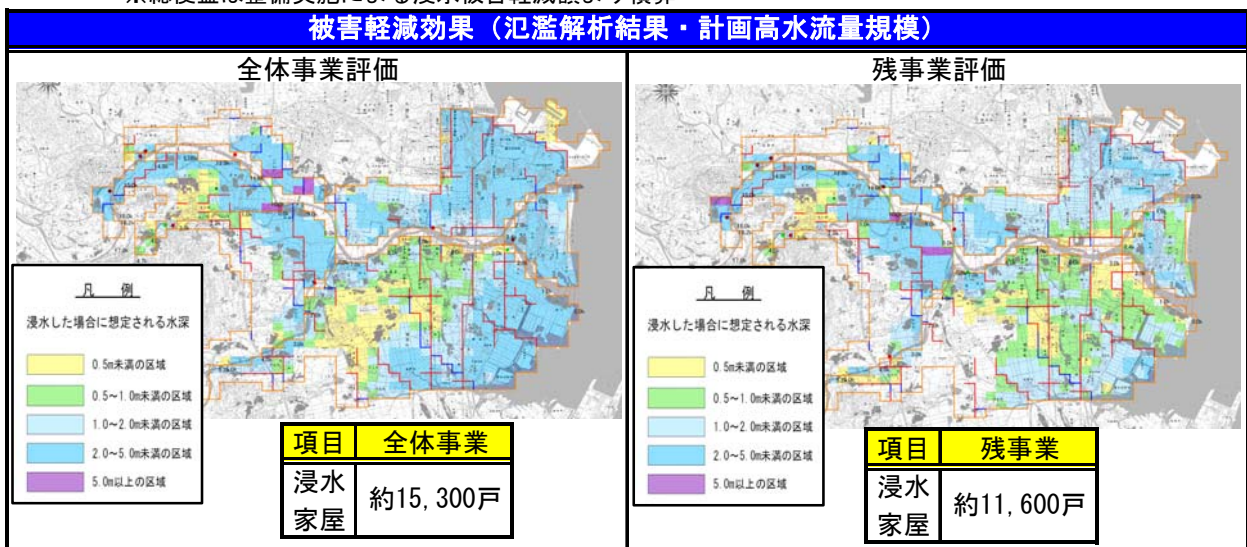 被害軽減効果（氾濫解析結果・計画高水流量規模）
全体事業評価
凡　例
浸水した場合に想定される水深
0.5m未満の区域
0.5～1.0m未満の区域
1.0～2.0m未満の区域
2.0～5.0m未満の区域
5.0m以上の区域
項目 全体事業
浸水家屋 約15,300戸
残事業評価
凡　例
浸水した場合に想定される水深
0.5m未満の区域
0.5～1.0m未満の区域
1.0～2.0m未満の区域
2.0～5.0m未満の区域
5.0m以上の区域
項目 残事業
浸水家屋 約11,600戸